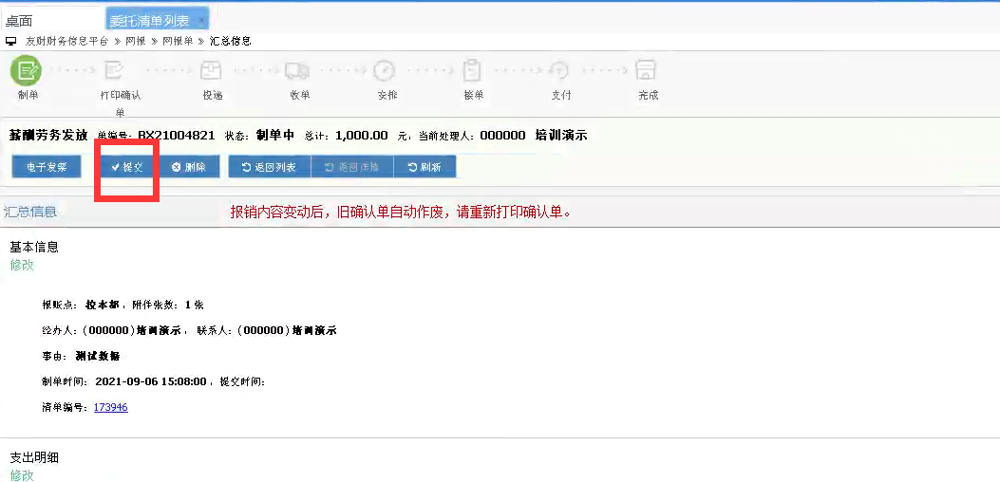 桌面 委托清单列表 ×
友财财务信息平台 » 网报 » 网报单 » 汇总信息
制单 打印确认单 投递 收单 安排 接单 支付 完成
薪酬劳务发放 单编号: BX21004821 状态: 制单中 总计: 1,000.00 元, 当前处理人: 000000 培训演示
电子发票 提交 删除 返回列表 返回详情 刷新
汇总信息 报销内容变动后，旧确认单自动作废，请重新打印确认单。
基本信息
修改
报账点: 校本部, 附件张数: 1 张
经办人: (000000)培训演示, 联系人: (000000)培训演示
事由: 测试数据
制单时间: 2021-09-06 15:08:00, 提交时间:
清单编号: 173946
支出明细
修改